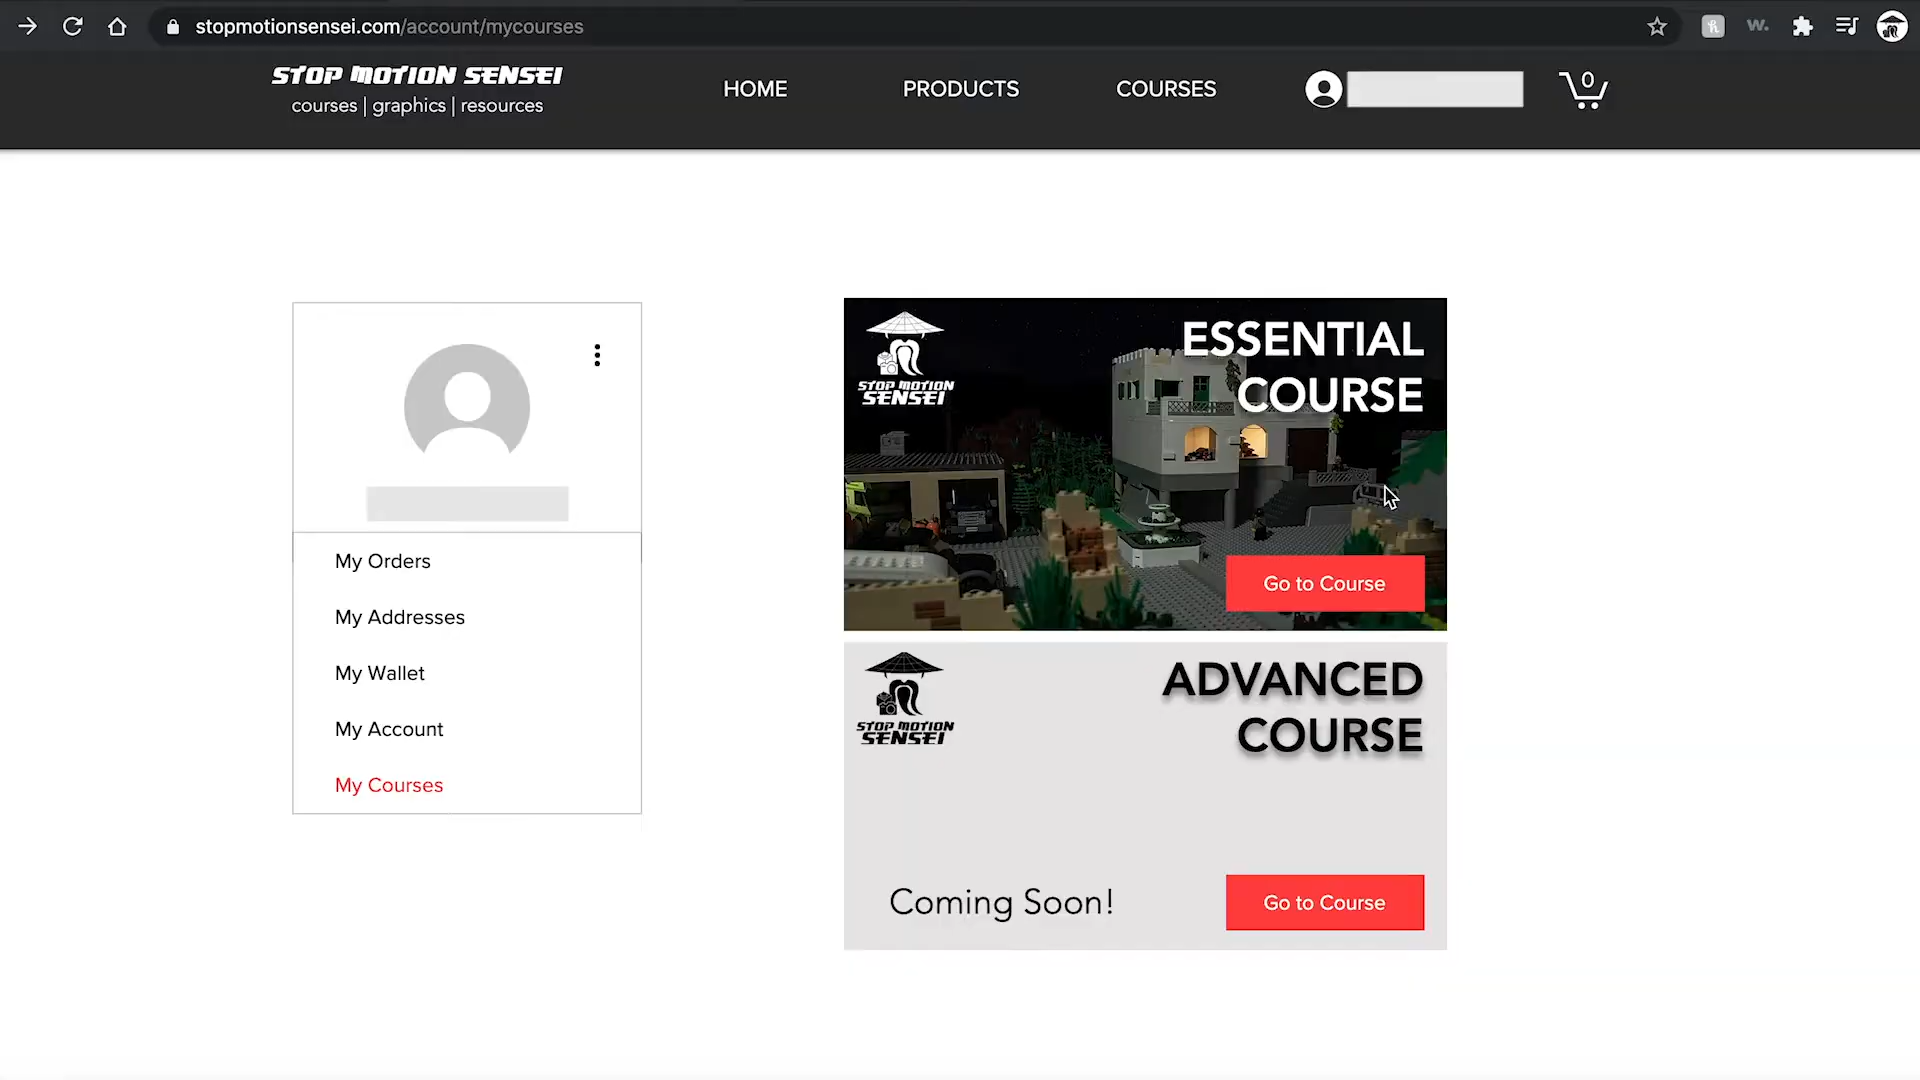 stopmotionsensei.com/account/mycourses
w.
STOP MOTION SENSEI
courses | graphics | resources
HOME
PRODUCTS
COURSES
0
My Orders
My Addresses
My Wallet
My Account
My Courses
STOP MOTION
SENSEI
ESSENTIAL
COURSE
Go to Course
STOP MOTION
SENSEI
ADVANCED
COURSE
Coming Soon!
Go to Course